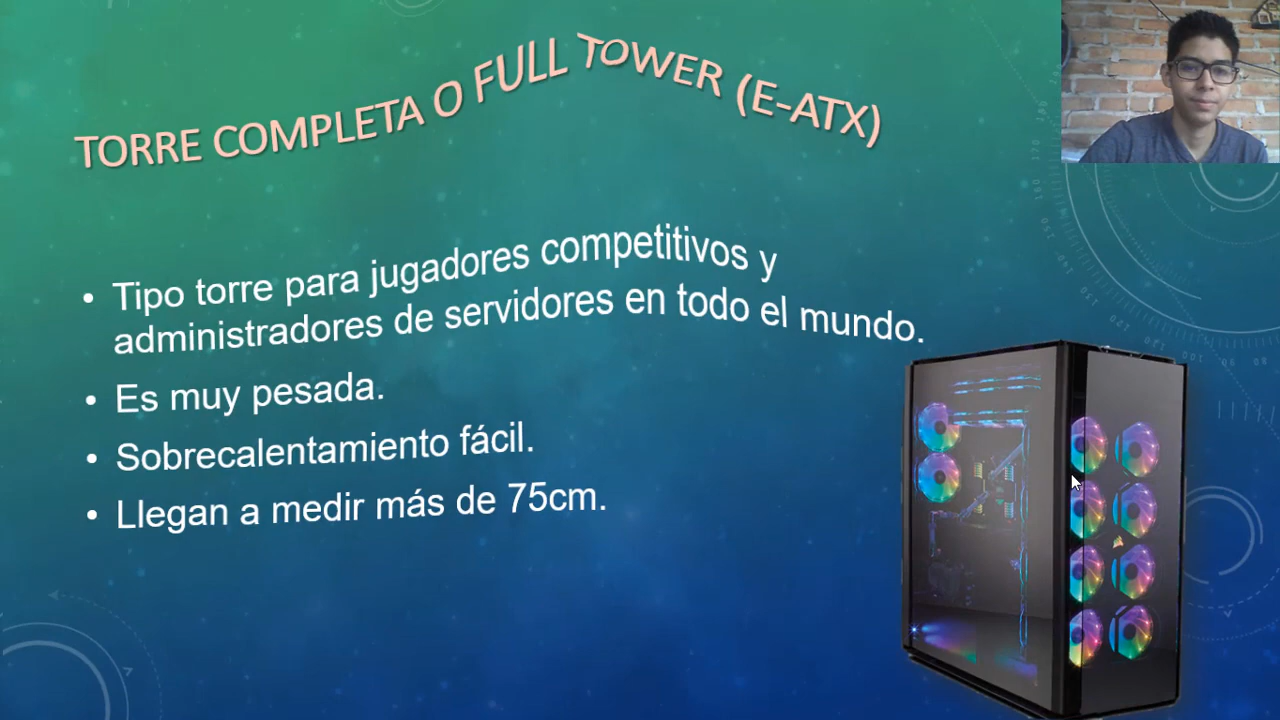 TORRE COMPLETA O FULL TOWER (E-ATX)
• Tipo torre para jugadores competitivos y
administradores de servidores en todo el mundo.
• Es muy pesada.
• Sobrecalentamiento fácil.
• Llegan a medir más de 75cm.